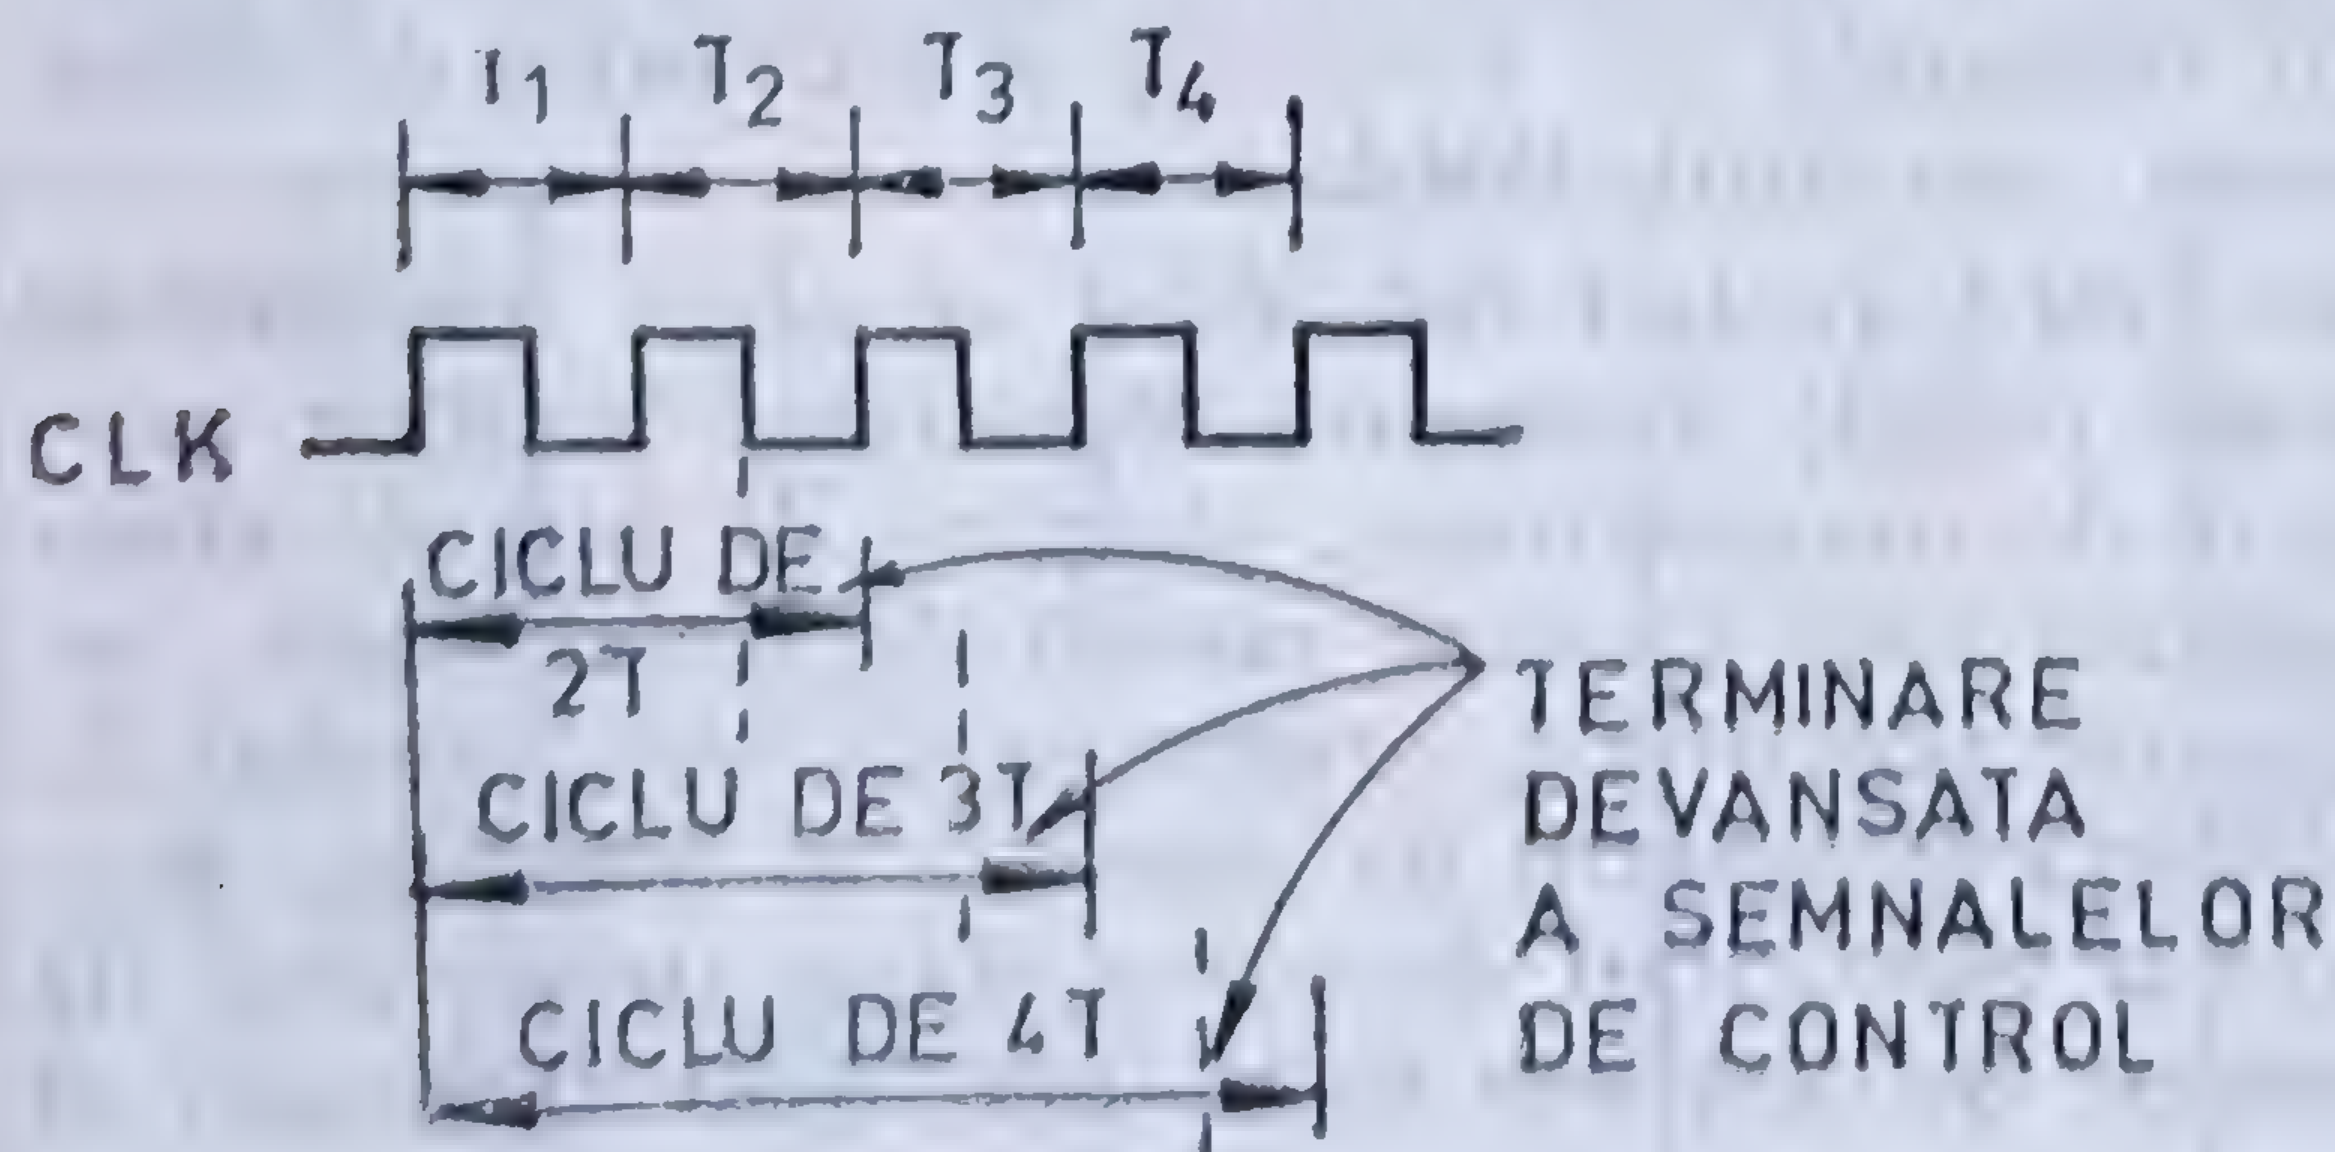 T1 T2 T3 T4
CLK
CICLU DE
2T
CICLU DE 3T
CICLU DE 4T
TERMINARE
DEVANSATA
A SEMNALELOR
DE CONTROL